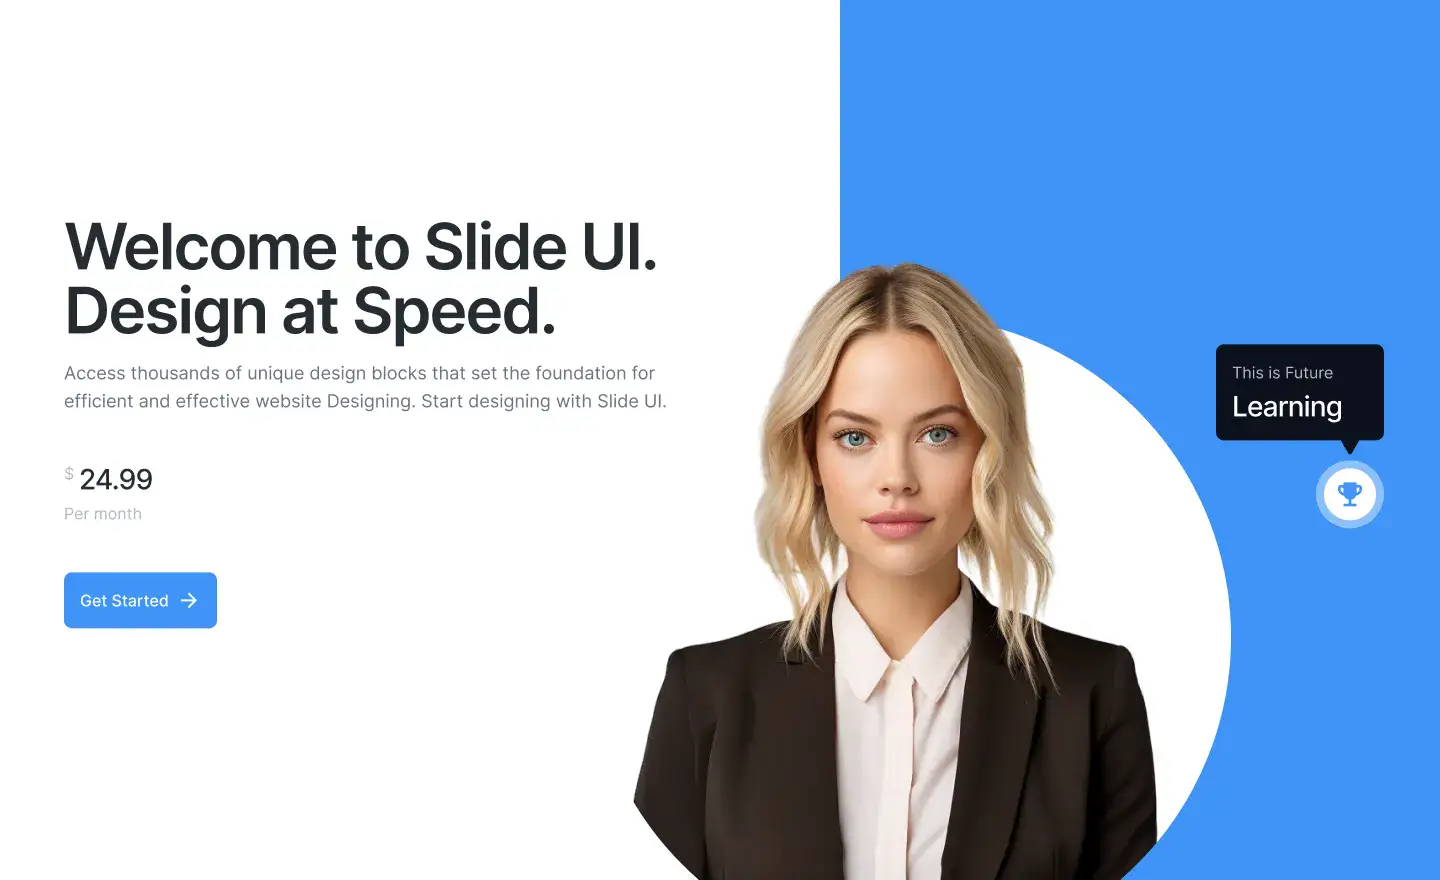 Welcome to Slide UI.
Design at Speed.
Access thousands of unique design blocks that set the foundation for
efficient and effective website Designing. Start designing with Slide UI.
$ 24.99
Per month
Get Started
This is Future
Learning